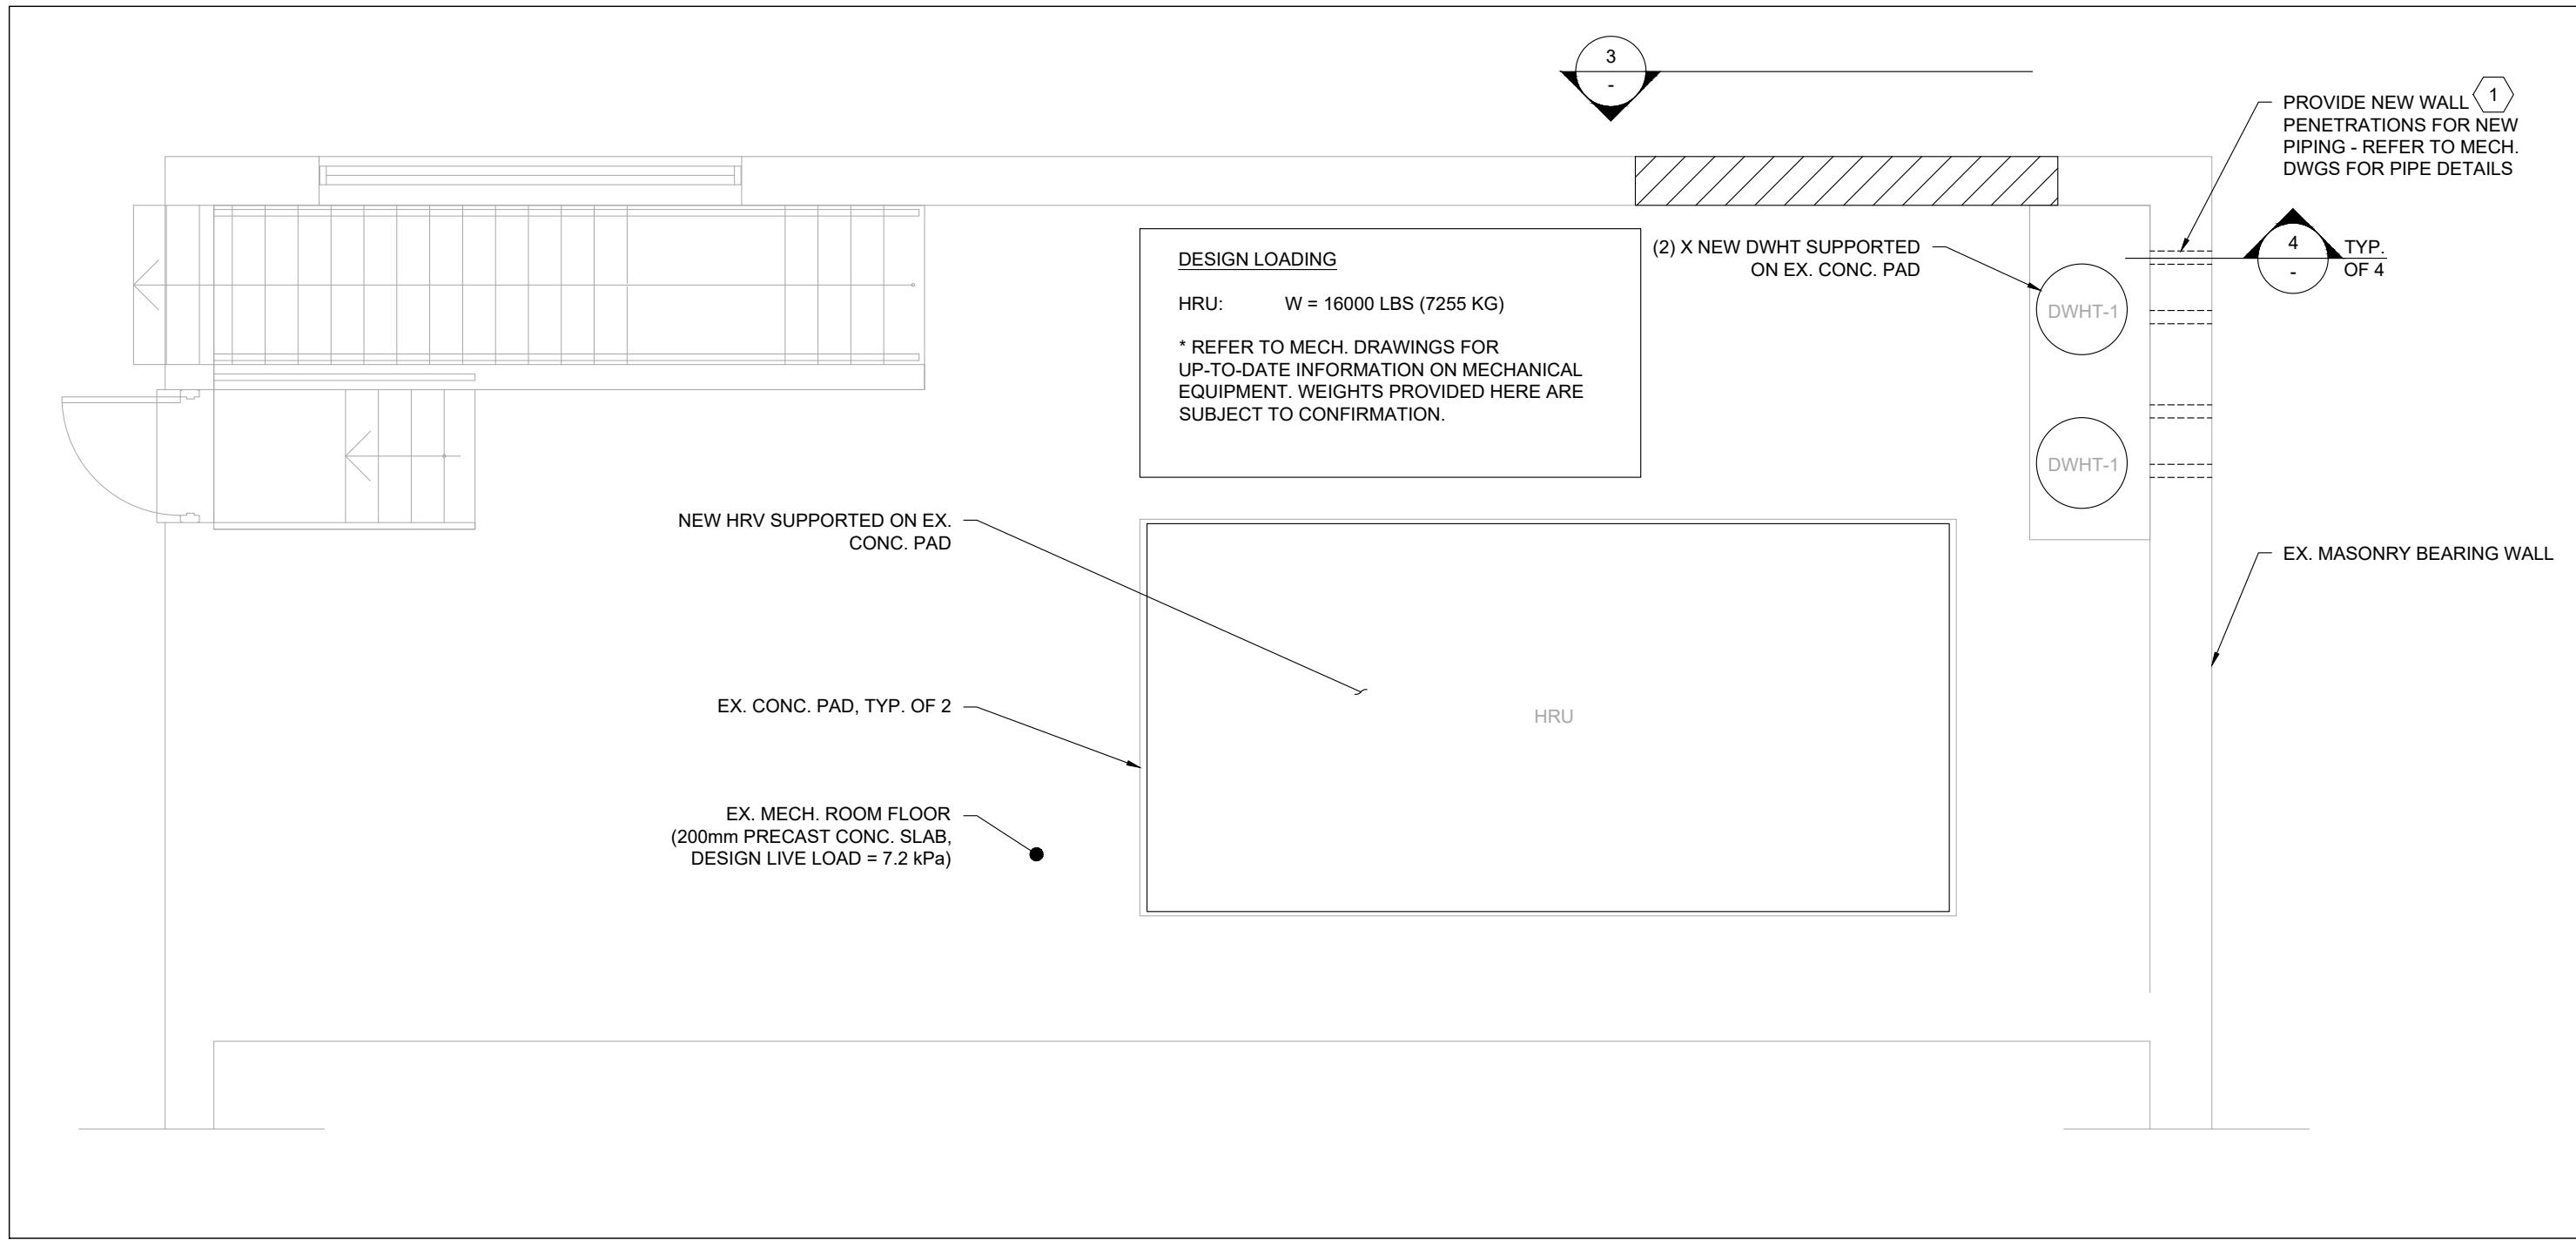 3
-
PROVIDE NEW WALL
1
PENETRATIONS FOR NEW
PIPING - REFER TO MECH.
DWGS FOR PIPE DETAILS
4
-
TYP.
OF 4
(2) X NEW DWHT SUPPORTED
ON EX. CONC. PAD
DESIGN LOADING
HRU: W = 16000 LBS (7255 KG)
* REFER TO MECH. DRAWINGS FOR
UP-TO-DATE INFORMATION ON MECHANICAL
EQUIPMENT. WEIGHTS PROVIDED HERE ARE
SUBJECT TO CONFIRMATION.
DWHT-1
DWHT-1
NEW HRV SUPPORTED ON EX.
CONC. PAD
EX. MASONRY BEARING WALL
EX. CONC. PAD, TYP. OF 2
HRU
EX. MECH. ROOM FLOOR
(200mm PRECAST CONC. SLAB,
DESIGN LIVE LOAD = 7.2 kPa)